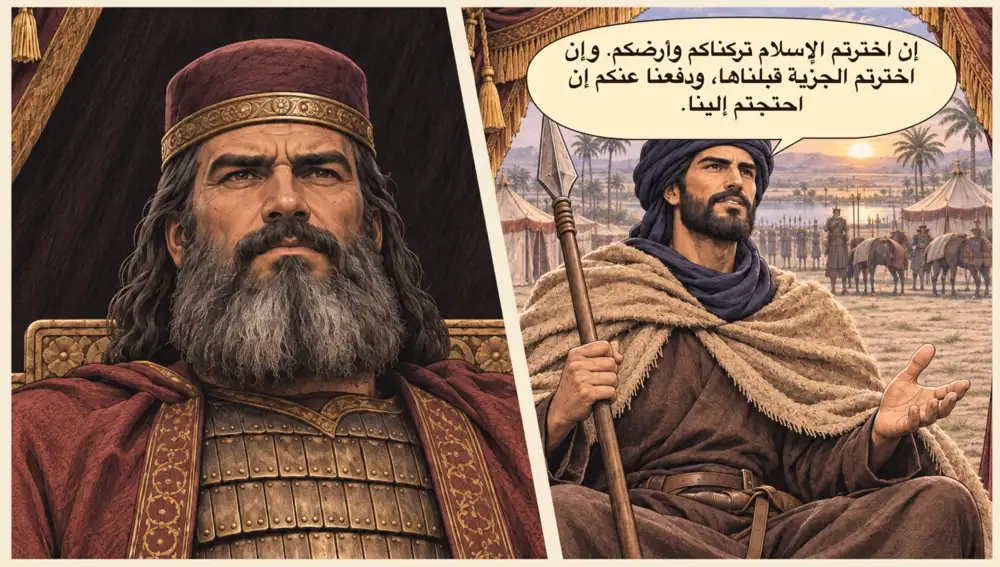 إن اخترتم الإسلام تركناكم وأرضكم. وإن
اخترتم الجزية قبلناها، ودفعنا عنكم إن
احتجتم إلينا.